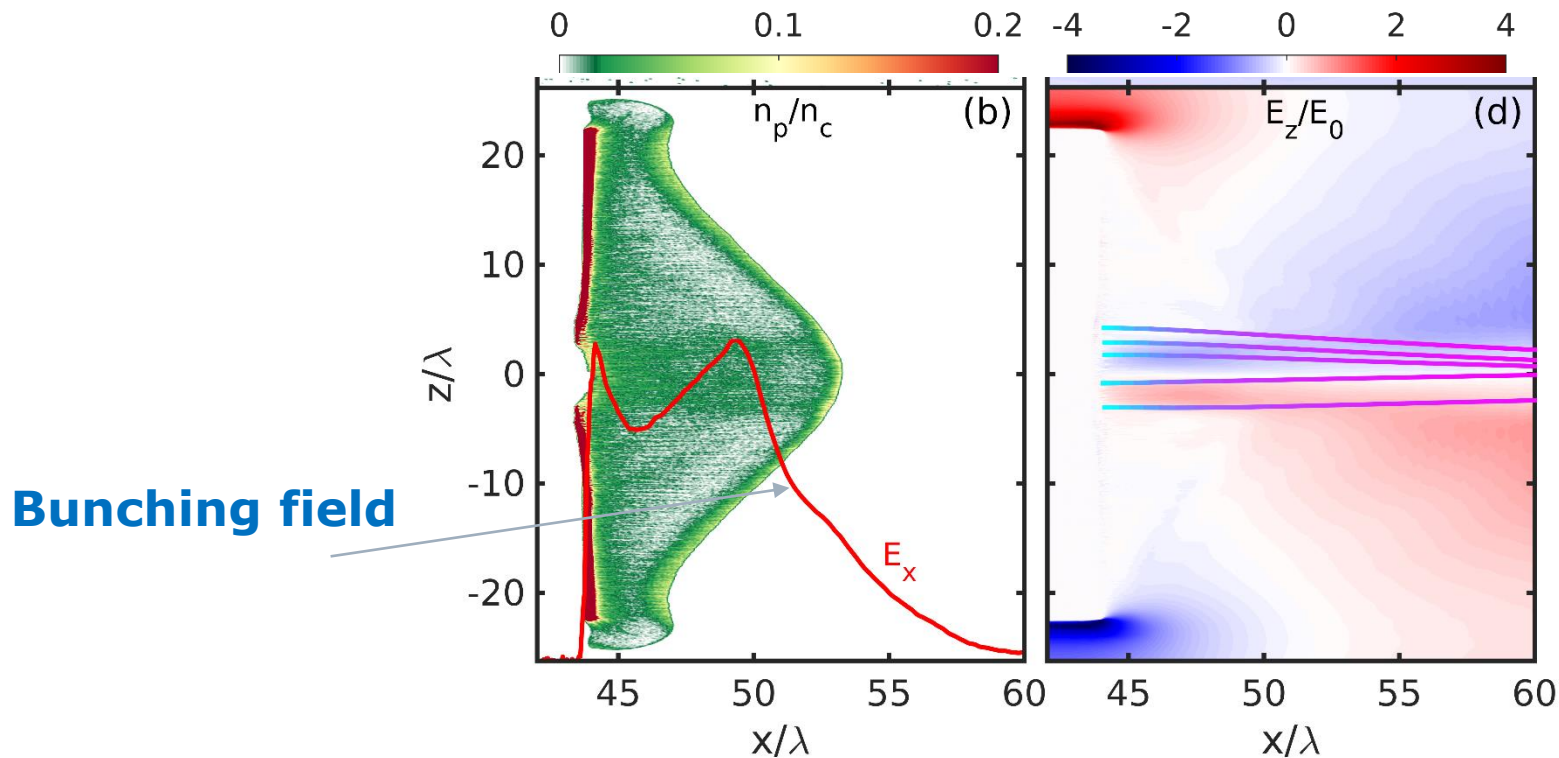 0 0.1 0.2
-4 -2 0 2 4
n_p/n_c (b)
E_z/E_0 (d)
20
10
0
-10
-20
z/λ
Bunching field
E_x
45 50 55 60
45 50 55 60
x/λ
x/λ